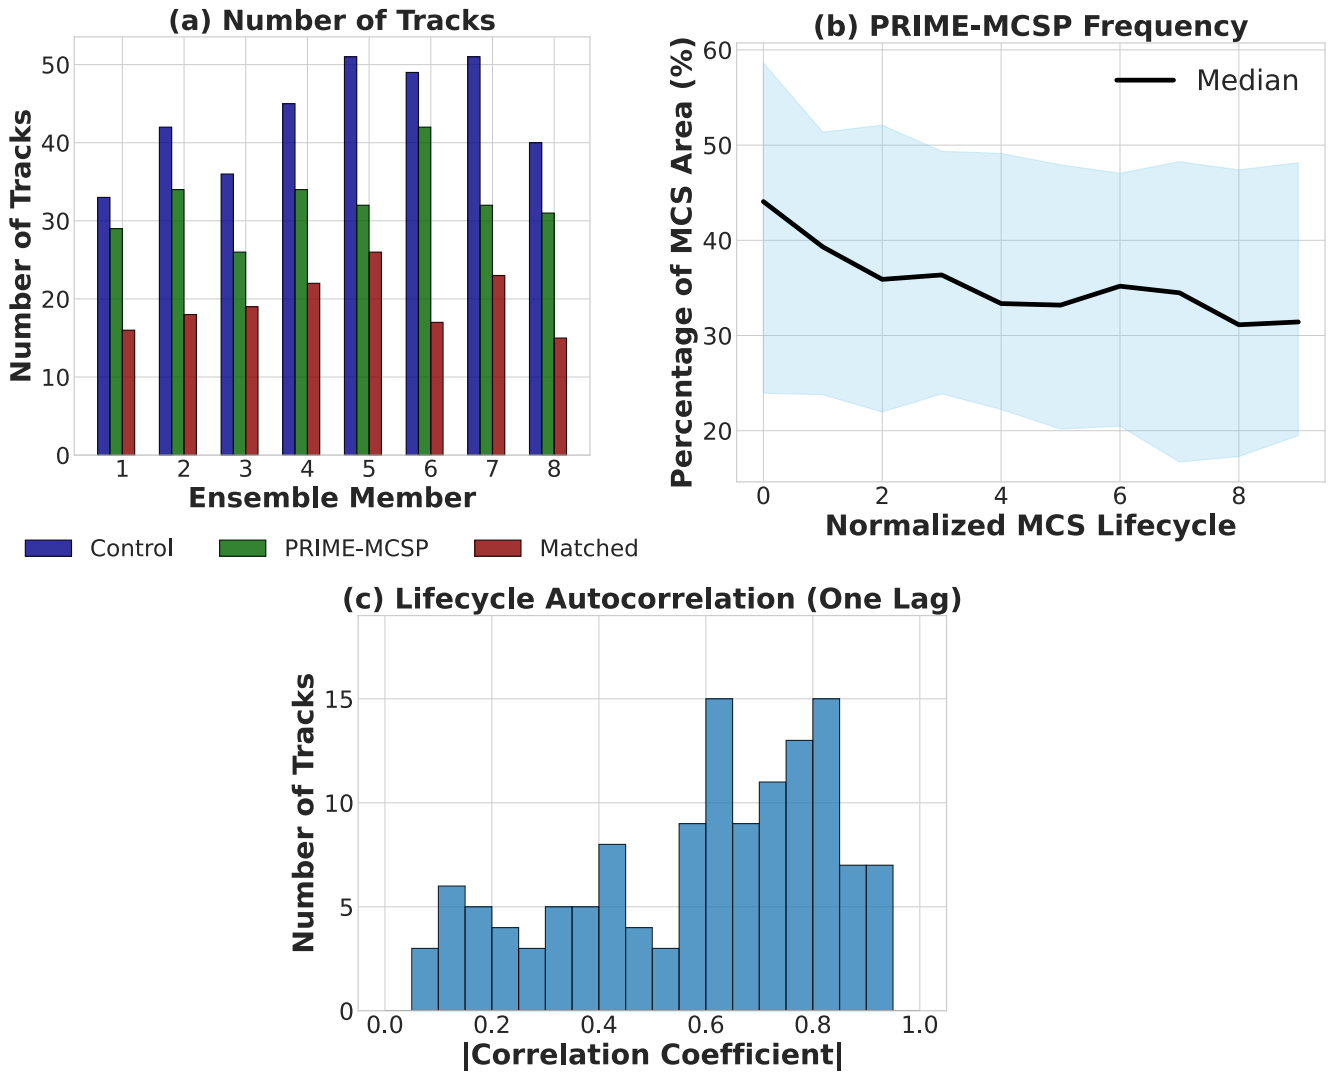 (a) Number of Tracks
Number of Tracks
50
40
30
20
10
0
1 2 3 4 5 6 7 8
Ensemble Member
Control PRIME-MCSP Matched
(b) PRIME-MCSP Frequency
Percentage of MCS Area (%)
60
50
40
30
20
Median
0 2 4 6 8
Normalized MCS Lifecycle
(c) Lifecycle Autocorrelation (One Lag)
Number of Tracks
15
10
5
0
0.0 0.2 0.4 0.6 0.8 1.0
|Correlation Coefficient|